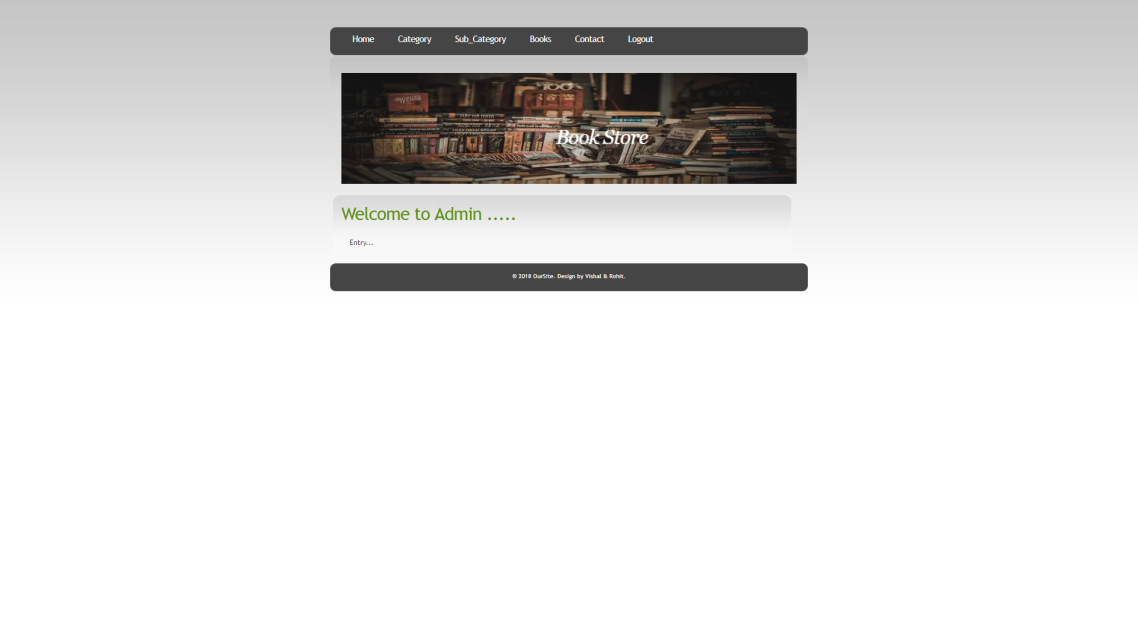 Home Category Sub_Category Books Contact Logout
Book Store
Welcome to Admin .....
Entry...
© 2018 OurSite. Design by Vishal & Rohit.